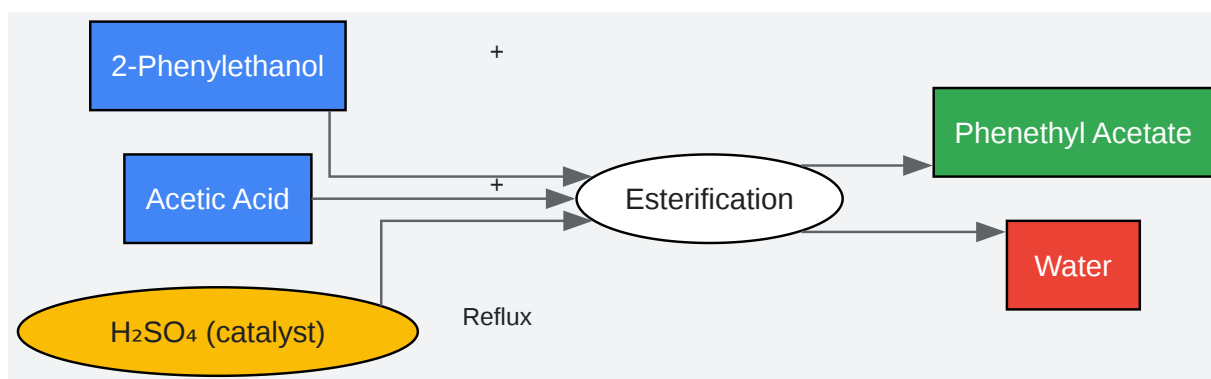 2-Phenylethanol
+
Phenethyl Acetate
Acetic Acid
+
Esterification
Water
H₂SO₄ (catalyst)
Reflux